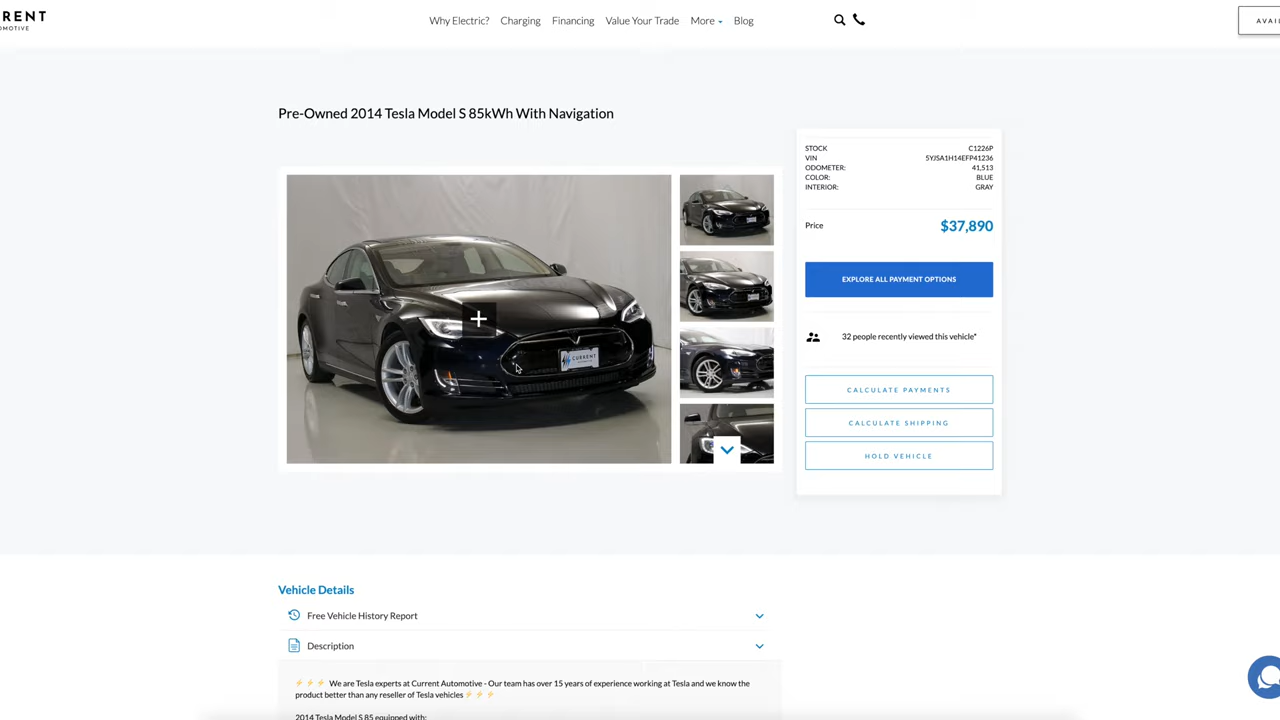 RENT
OMOTIVE
Why Electric? Charging Financing Value Your Trade More Blog
AVAI
Pre-Owned 2014 Tesla Model S 85kWh With Navigation
STOCK C1226P
VIN 5YJSA1H14EFP41236
ODOMETER: 41,513
COLOR: BLUE
INTERIOR: GRAY
Price $37,890
EXPLORE ALL PAYMENT OPTIONS
32 people recently viewed this vehicle*
CALCULATE PAYMENTS
CALCULATE SHIPPING
HOLD VEHICLE
CURRENT
Vehicle Details
Free Vehicle History Report
Description
⚡⚡⚡ We are Tesla experts at Current Automotive - Our team has over 15 years of experience working at Tesla and we know the
product better than any reseller of Tesla vehicles ⚡⚡⚡
2014 Tesla Model S 85 equipped with: